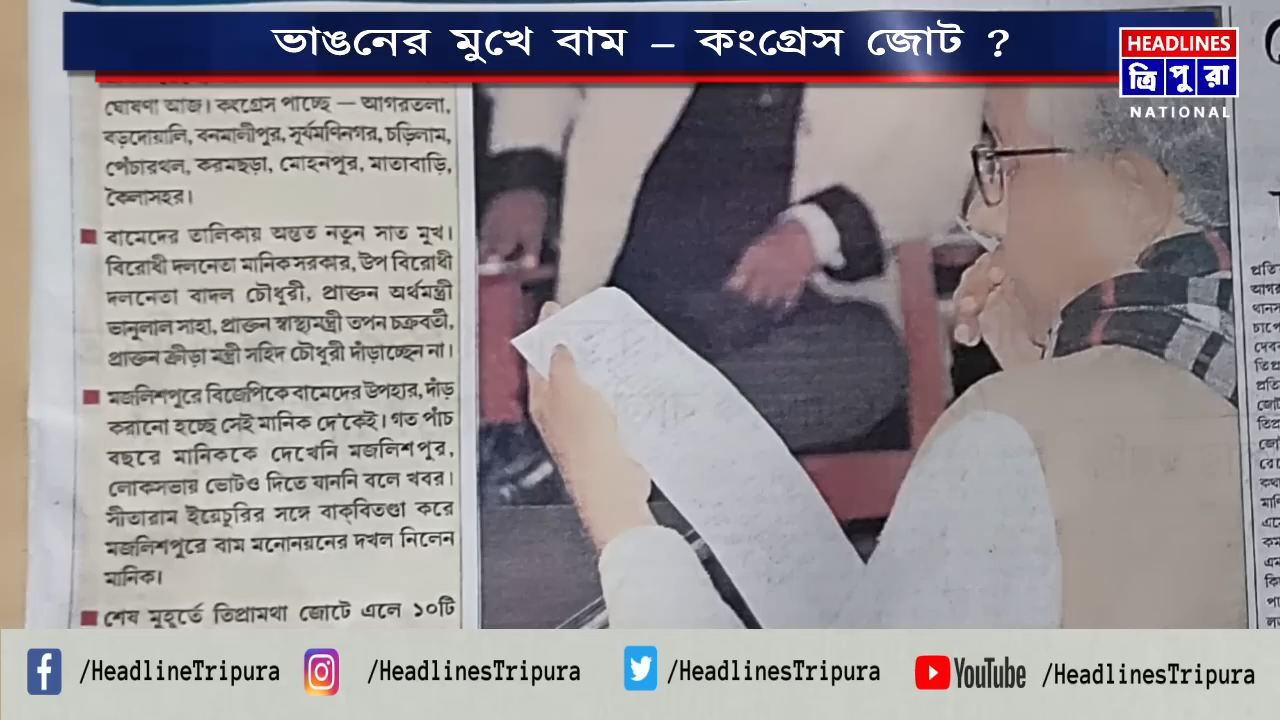 ভাঙনের মুখে বাম – কংগ্রেস জোট ?
HEADLINES
ত্রিপুরা
NATIONAL
ঘোষণা আজ। কংগ্রেস পাচ্ছে — আগরতলা,
বড়দোয়ালি, বনমালীপুর, সূর্যমণিনগর, চড়িলাম,
পেঁচারথল, করমছড়া, মোহনপুর, মাতাবাড়ি,
কৈলাসহর।
বামেদের তালিকায় অন্তত নতুন সাত মুখ।
বিরোধী দলনেতা মানিক সরকার, উপ বিরোধী
দলনেতা বাদল চৌধুরী, প্রাক্তন অর্থমন্ত্রী
ভানুলাল সাহা, প্রাক্তন স্বাস্থ্যমন্ত্রী তপন চক্রবর্তী,
প্রাক্তন ক্রীড়া মন্ত্রী সহিদ চৌধুরী দাঁড়াচ্ছেন না।
মজলিশপুরে বিজেপিকে বামেদের উপহার, দাঁড়
করানো হচ্ছে সেই মানিক দে'কেই। গত পাঁচ
বছরে মানিককে দেখেনি মজলিশপুর,
লোকসভায় ভোটও দিতে যাননি বলে খবর।
সীতারাম ইয়েচুরির সঙ্গে বাক্‌বিতণ্ডা করে
মজলিশপুরে বাম মনোনয়নের দখল নিলেন
মানিক।
শেষ মুহূর্তে তিপ্রামথা জোটে এলে ১০টি
/HeadlineTripura
/HeadlinesTripura
/HeadlinesTripura
YouTube /HeadlinesTripura